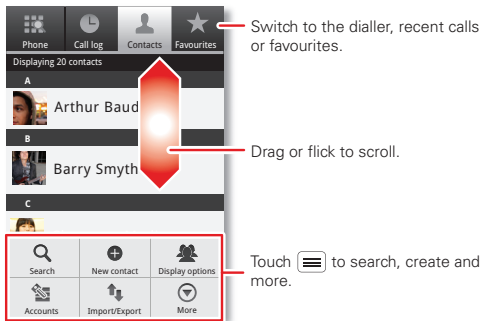 Phone Call log Contacts Favourites
Displaying 20 contacts
A
Arthur Baud
B
Barry Smyth
C
Search New contact Display options
Accounts Import/Export More
Switch to the dialler, recent calls
or favourites.
Drag or flick to scroll.
Touch to search, create and
more.